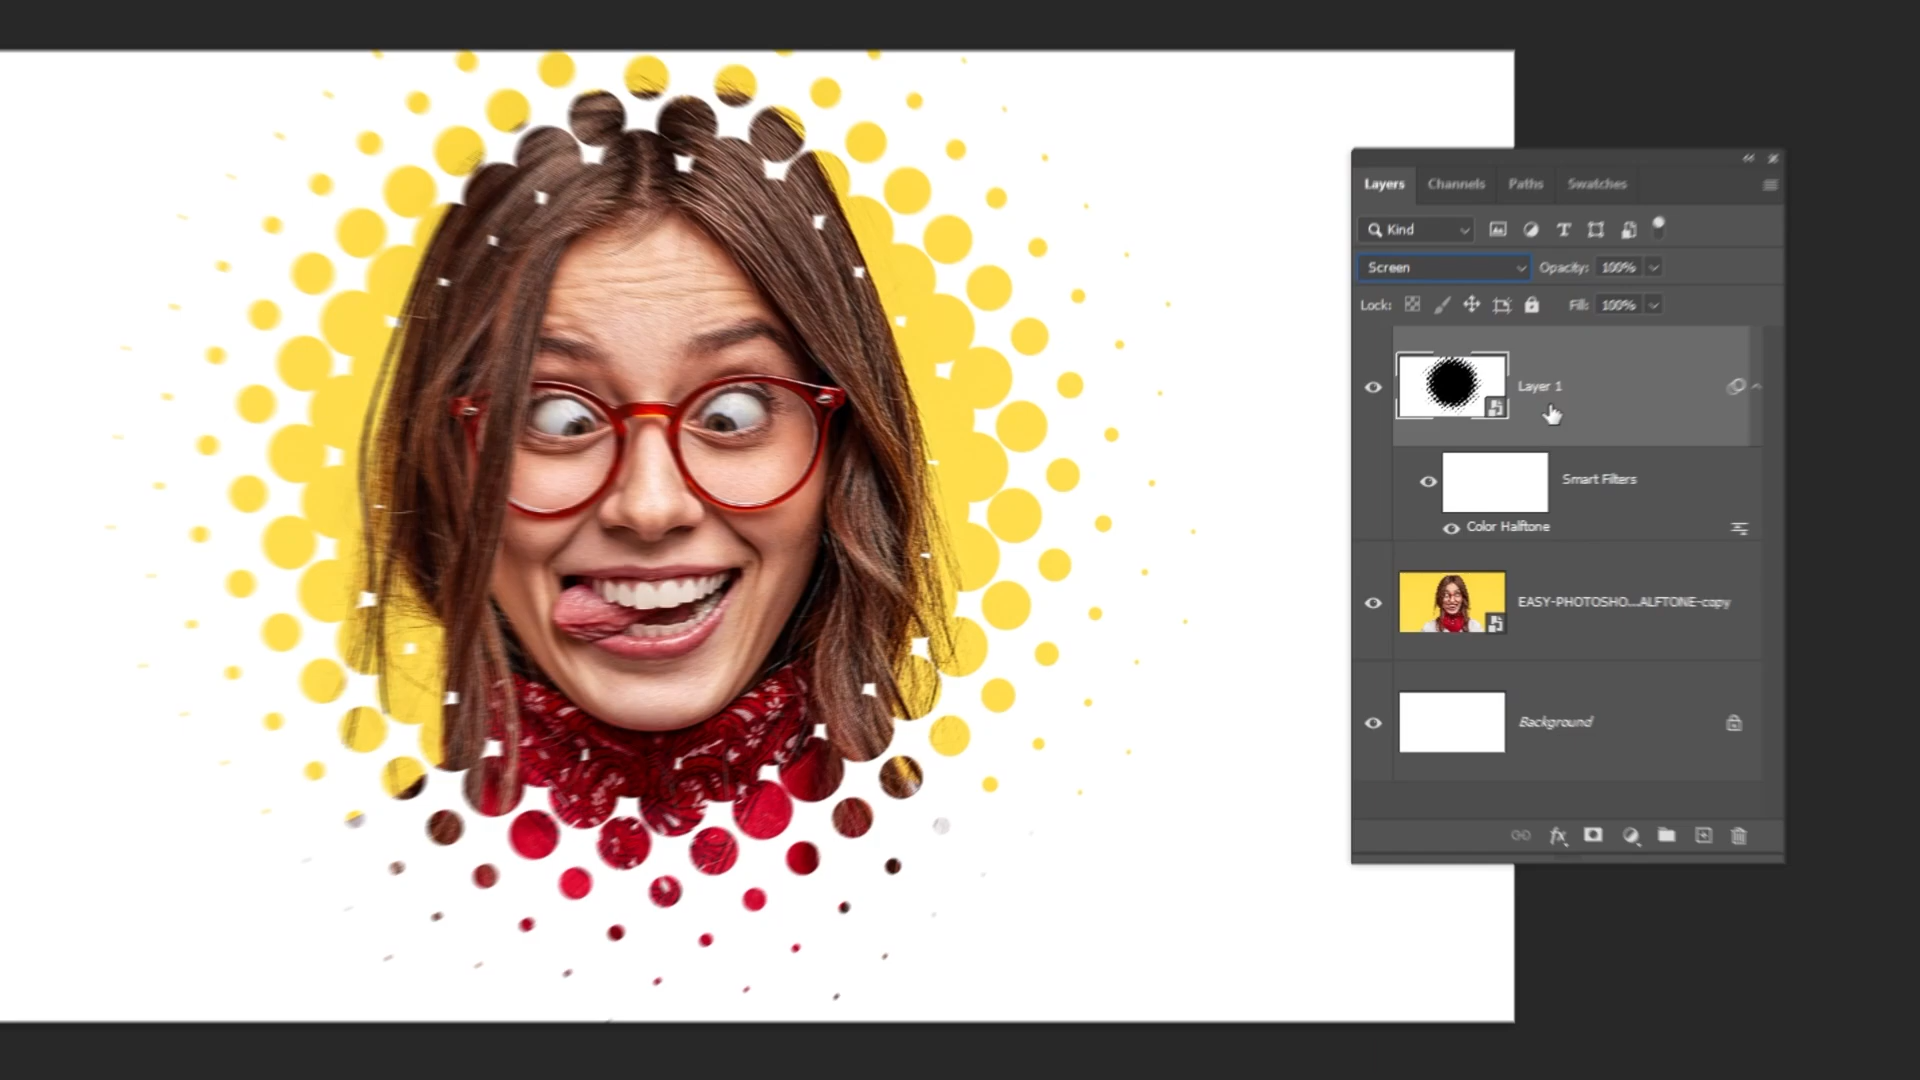 Layers Channels Paths Swatches
Kind
Screen Opacity: 100%
Lock: Fill: 100%
Layer 1
Smart Filters
Color Halftone
EASY-PHOTOSHO...ALFTONE-copy
Background
fx